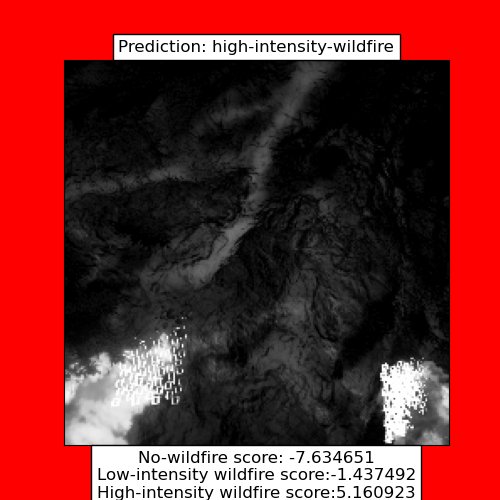 Prediction: high-intensity-wildfire
No-wildfire score: -7.634651
Low-intensity wildfire score:-1.437492
High-intensity wildfire score:5.160923